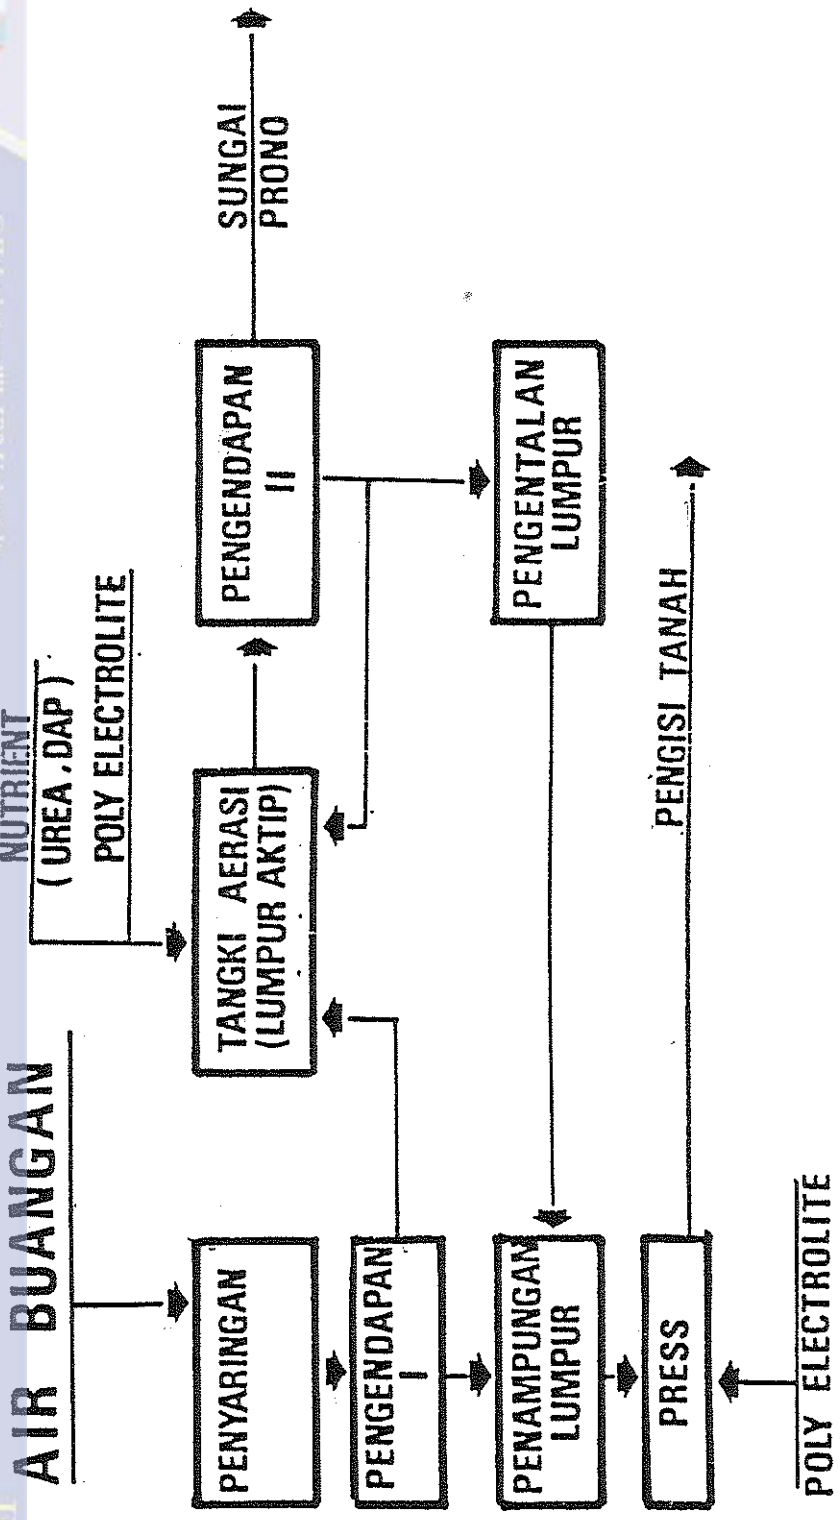 AIR BUANGAN
NUTRIENT
(UREA, DAP)
POLY ELECTROLITE
PENYARINGAN
TANGKI AERASI
(LUMPUR AKTIP)
PENGENDAPAN
II
SUNGAI
PRONO
PENGENDAPAN
I
PENAMPUNGAN
LUMPUR
PENGENTALAN
LUMPUR
PRESS
PENGISI TANAH
POLY ELECTROLITE